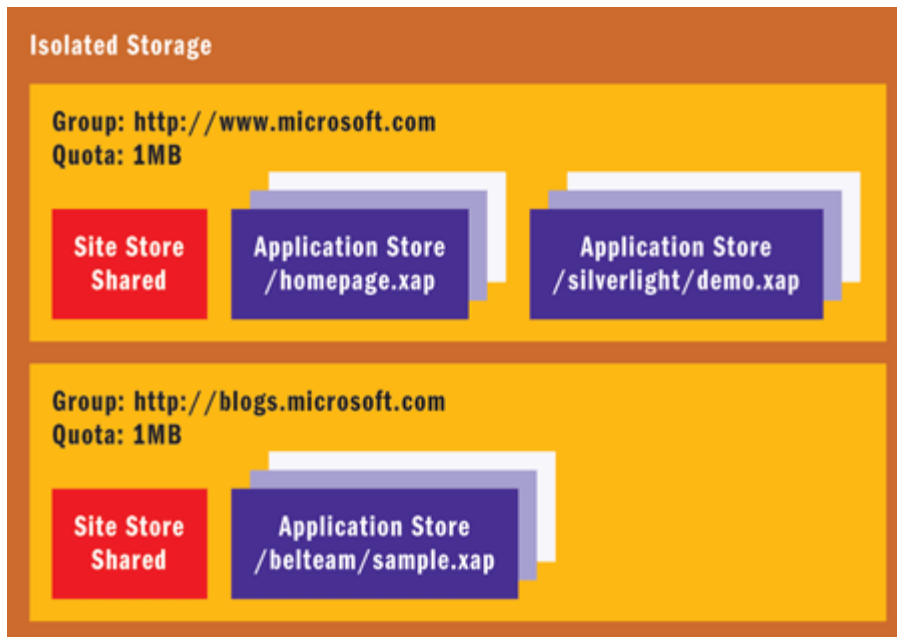 Isolated Storage
Group: http://www.microsoft.com
Quota: 1MB
Site Store
Shared
Application Store
/homepage.xap
Application Store
/silverlight/demo.xap
Group: http://blogs.microsoft.com
Quota: 1MB
Site Store
Shared
Application Store
/belteam/sample.xap